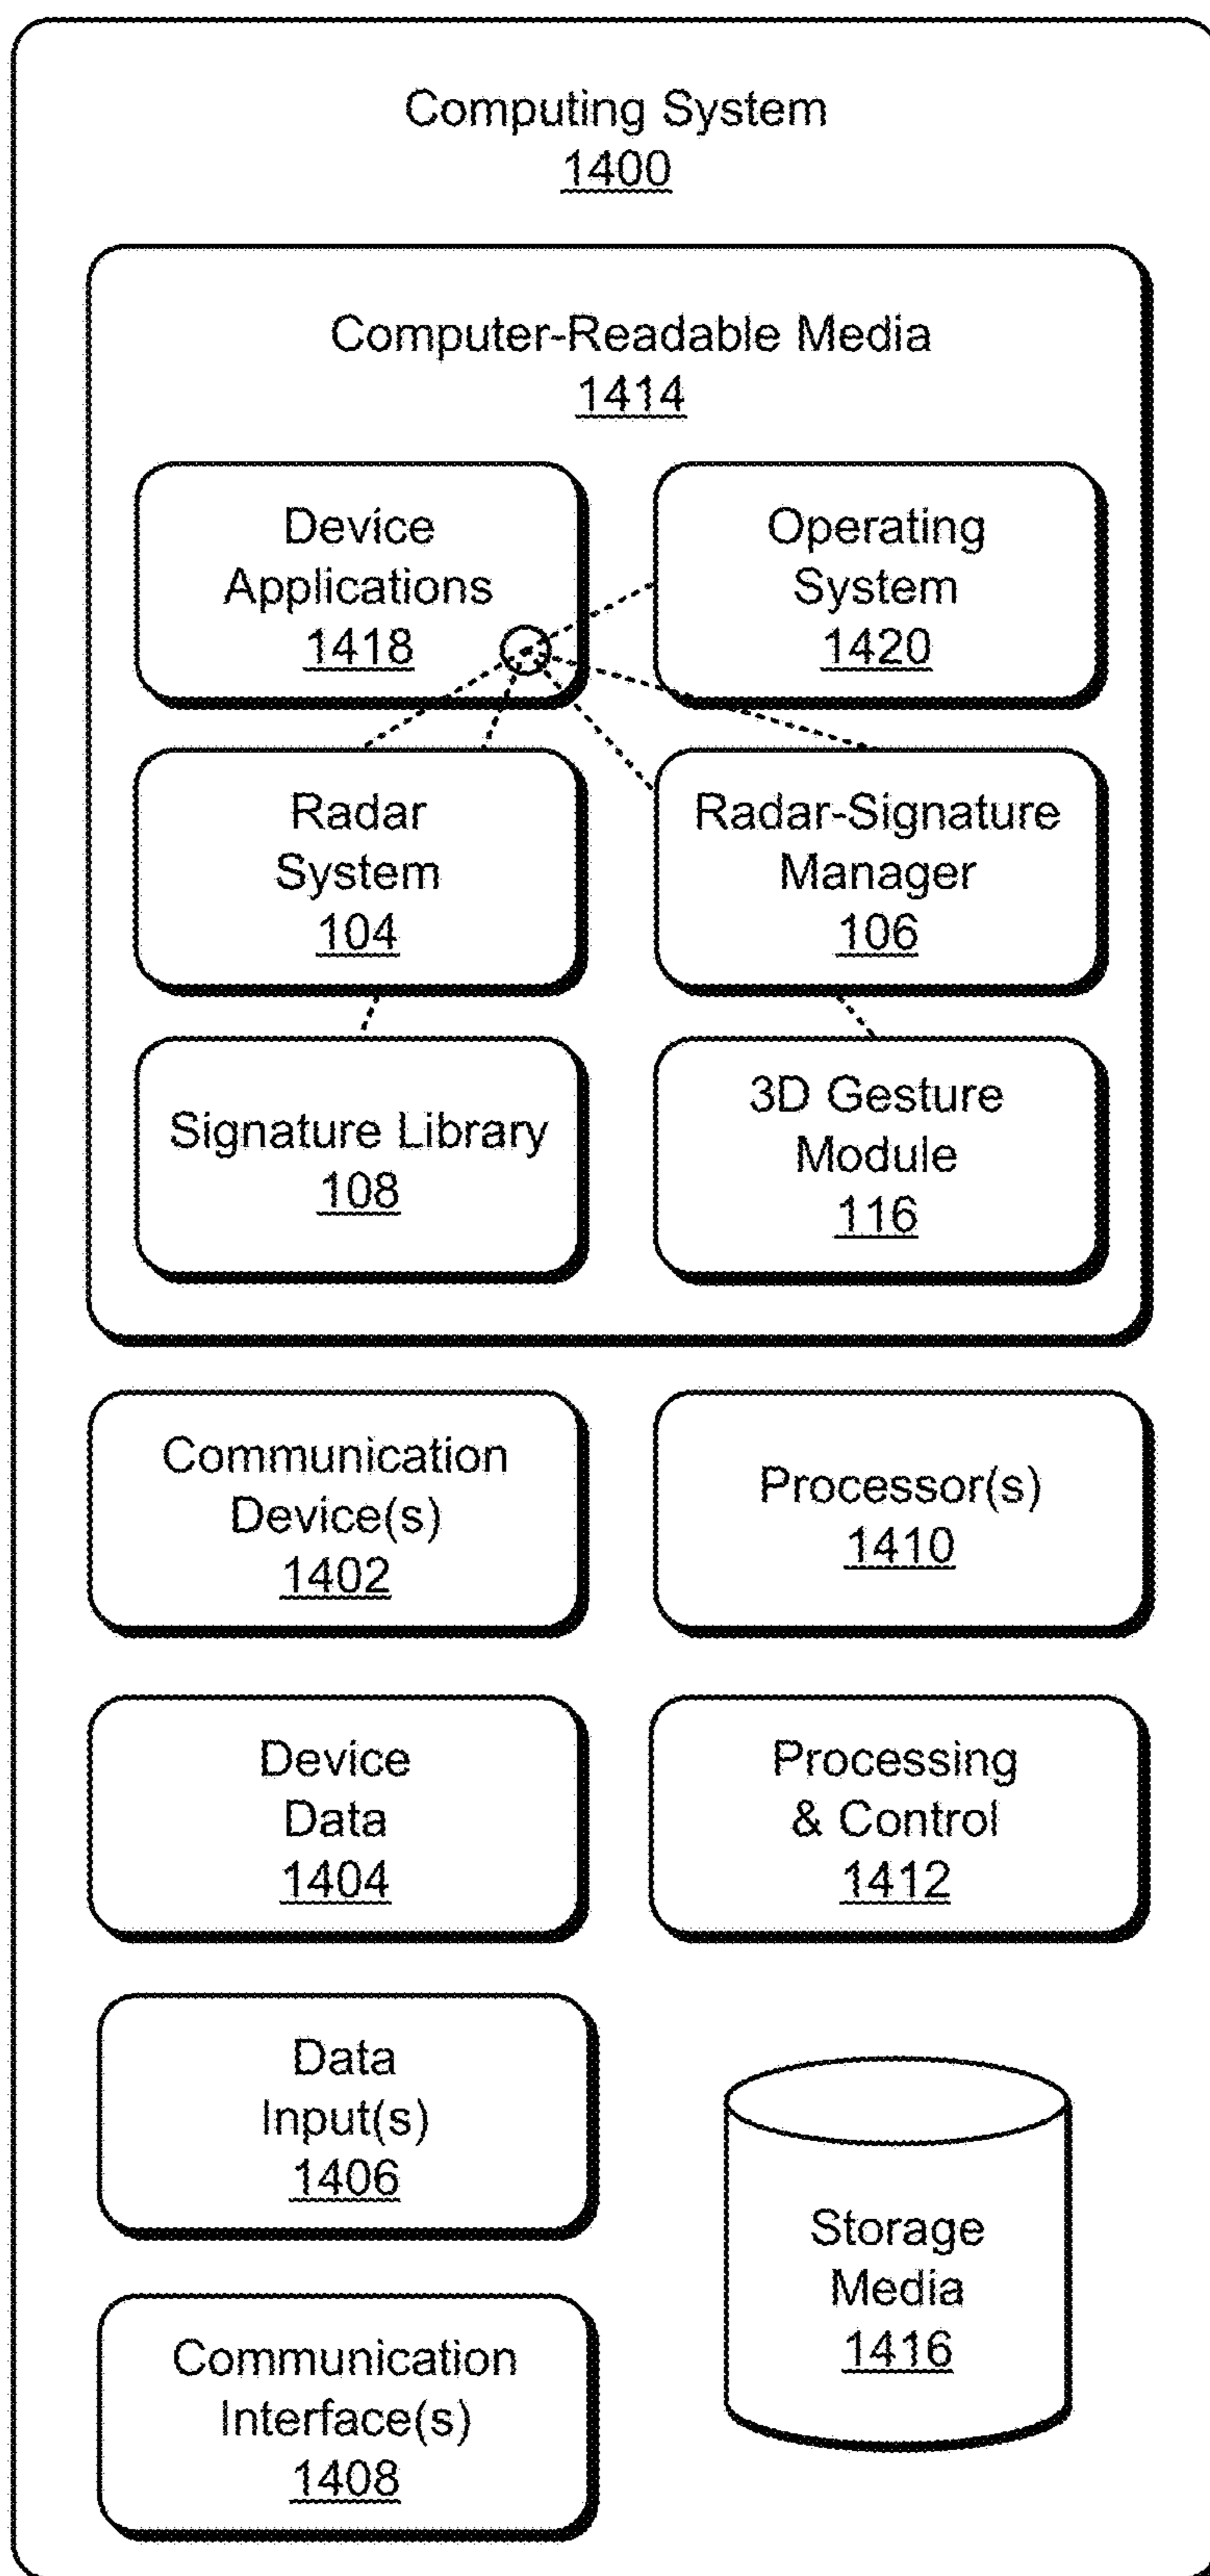 Computing System
1400
Computer-Readable Media
1414
Device
Applications
1418
Operating
System
1420
Radar
System
104
Radar-Signature
Manager
106
Signature Library
108
3D Gesture
Module
116
Communication
Device(s)
1402
Processor(s)
1410
Device
Data
1404
Processing
& Control
1412
Data
Input(s)
1406
Storage
Media
1416
Communication
Interface(s)
1408